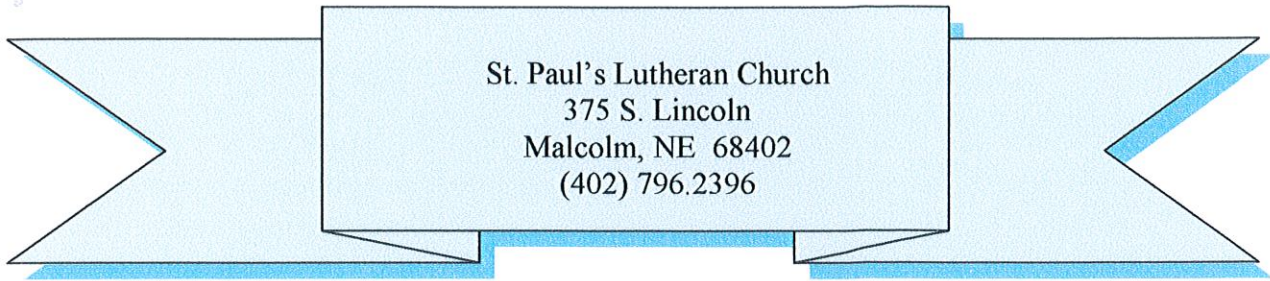 St. Paul's Lutheran Church
375 S. Lincoln
Malcolm, NE  68402
(402) 796.2396